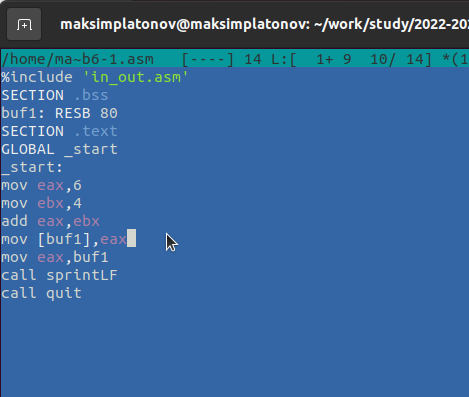 maksimplatonov@maksimplatonov: ~/work/study/2022-202
/home/ma~b6-1.asm [----] 14 L:[ 1+ 9 10/ 14] *(1
%include 'in_out.asm'
SECTION .bss
buf1: RESB 80
SECTION .text
GLOBAL _start
_start:
mov eax,6
mov ebx,4
add eax,ebx
mov [buf1],eax
mov eax,buf1
call sprintLF
call quit